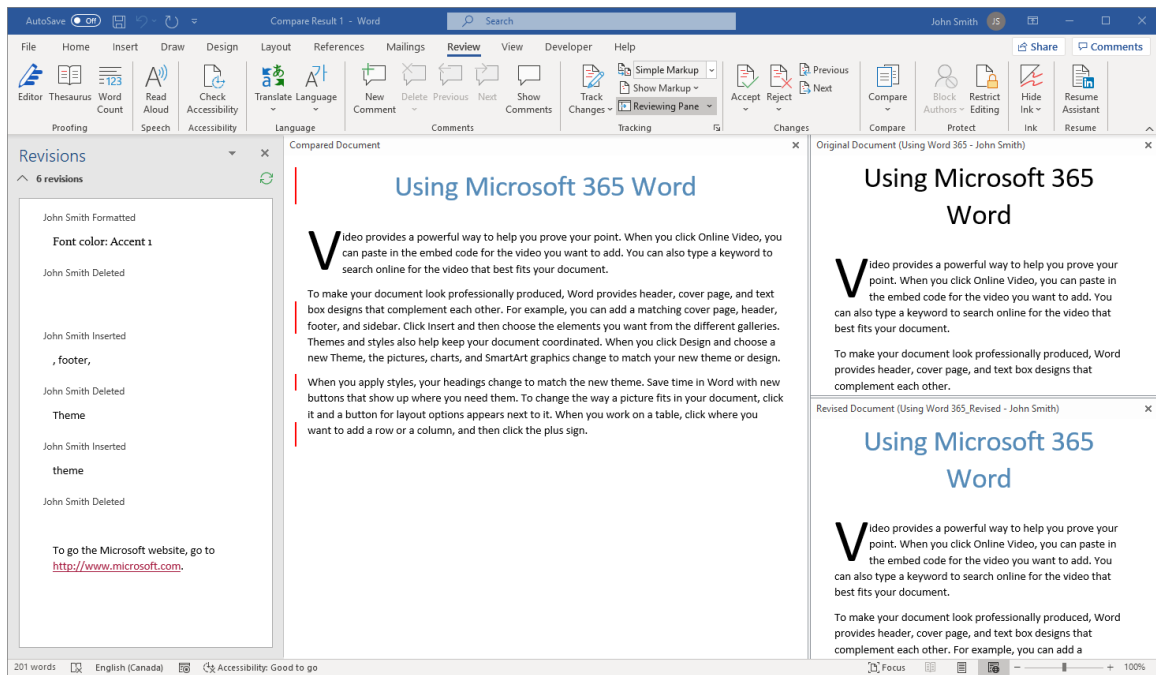 AutoSave Off Compare Result 1 - Word Search John Smith JS
File Home Insert Draw Design Layout References Mailings Review View Developer Help Share Comments
Editor Thesaurus Word Count Read Aloud Check Accessibility Translate Language New Comment Delete Previous Next Show Comments Track Changes Simple Markup Show Markup Reviewing Pane Accept Reject Previous Next Compare Block Authors Restrict Editing Hide Ink Resume Assistant
Proofing Speech Accessibility Language Comments Tracking Changes Compare Protect Ink Resume
Revisions
6 revisions
John Smith Formatted
Font color: Accent 1
John Smith Deleted
John Smith Inserted
, footer,
John Smith Deleted
Theme
John Smith Inserted
theme
John Smith Deleted
To go the Microsoft website, go to
http://www.microsoft.com.
Compared Document
Using Microsoft 365 Word
Video provides a powerful way to help you prove your point. When you click Online Video, you
can paste in the embed code for the video you want to add. You can also type a keyword to
search online for the video that best fits your document.
To make your document look professionally produced, Word provides header, cover page, and text
box designs that complement each other. For example, you can add a matching cover page, header,
footer, and sidebar. Click Insert and then choose the elements you want from the different galleries.
Themes and styles also help keep your document coordinated. When you click Design and choose a
new Theme, the pictures, charts, and SmartArt graphics change to match your new theme or design.
When you apply styles, your headings change to match the new theme. Save time in Word with new
buttons that show up where you need them. To change the way a picture fits in your document, click
it and a button for layout options appears next to it. When you work on a table, click where you
want to add a row or a column, and then click the plus sign.
Original Document (Using Word 365 - John Smith)
Using Microsoft 365
Word
Video provides a powerful way to help you prove your
point. When you click Online Video, you can paste in
the embed code for the video you want to add. You
can also type a keyword to search online for the video that
best fits your document.
To make your document look professionally produced, Word
provides header, cover page, and text box designs that
complement each other.
Revised Document (Using Word 365_Revised - John Smith)
Using Microsoft 365
Word
Video provides a powerful way to help you prove your
point. When you click Online Video, you can paste in
the embed code for the video you want to add. You
can also type a keyword to search online for the video that
best fits your document.
To make your document look professionally produced, Word
provides header, cover page, and text box designs that
complement each other. For example, you can add a
201 words English (Canada) Accessibility: Good to go Focus 100%